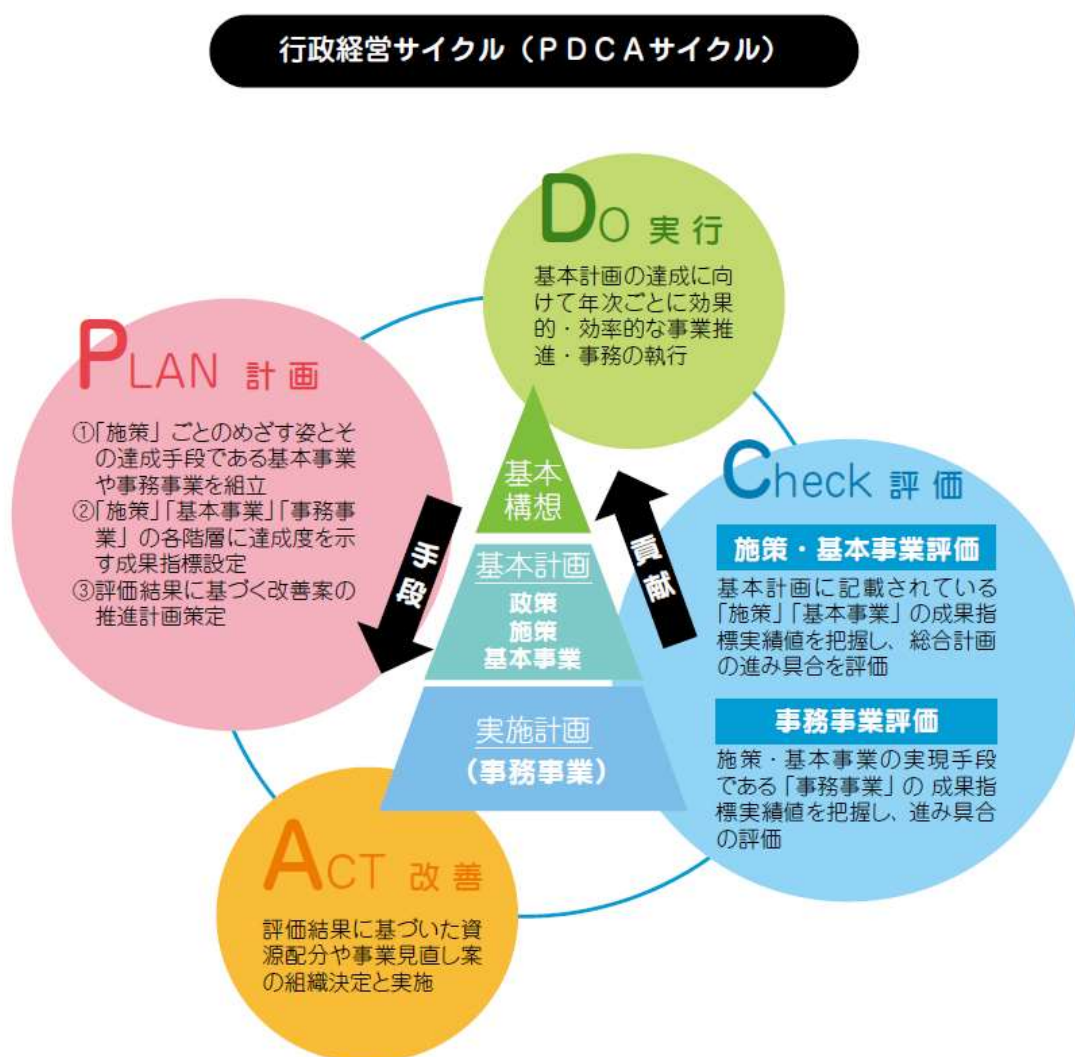 行政経営サイクル（ＰＤＣＡサイクル）
DO 実行
基本計画の達成に向
けて年次ごとに効果
的・効率的な事業推
進・事務の執行
PLAN 計画
①「施策」ごとのめざす姿とそ
の達成手段である基本事業
や事務事業を組立
②「施策」「基本事業」「事務事
業」の各階層に達成度を示
す成果指標設定
③評価結果に基づく改善案の
推進計画策定
手段
基本
構想
基本計画
政策
施策
基本事業
実施計画
（事務事業）
貢献
Check 評価
施策・基本事業評価
基本計画に記載されている
「施策」「基本事業」の成果指
標実績値を把握し、総合計画
の進み具合を評価
事務事業評価
施策・基本事業の実現手段
である「事務事業」の 成果指
標実績値を把握し、進み具合
の評価
ACT 改善
評価結果に基づいた資
源配分や事業見直し案
の組織決定と実施